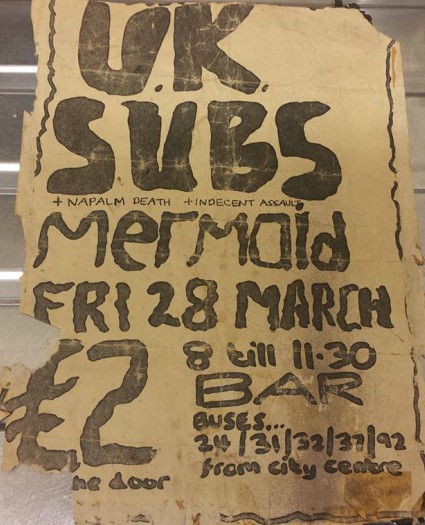 U.K.
SUBS
+ NAPALM DEATH + INDECENT ASSAULT
Mermaid
FRI 28 MARCH
£2
he door
8 till 11·30
BAR
BUSES...
24/31/32/37/92
from city centre